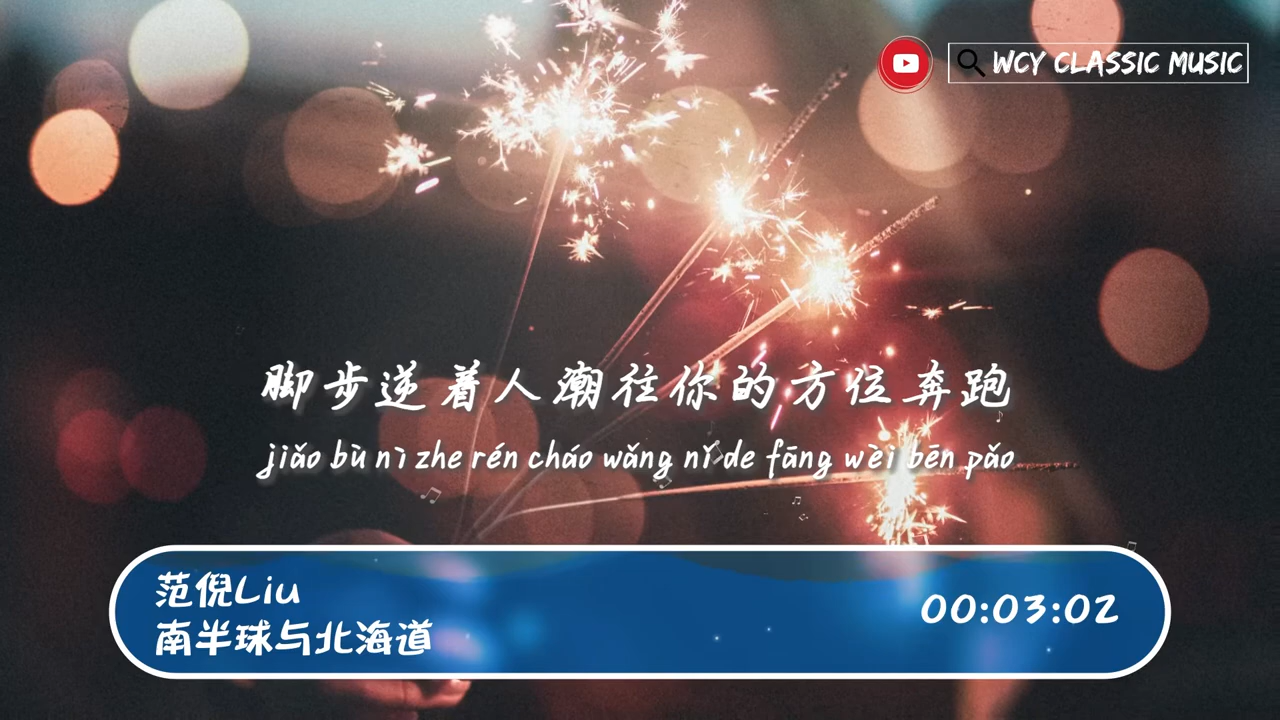 WCY CLASSIC MUSIC
脚步逆着人潮往你的方位奔跑
jiǎo bù nì zhe rén cháo wǎng nǐ de fāng wèi bēn pǎo
范倪Liu
南半球与北海道
00:03:02